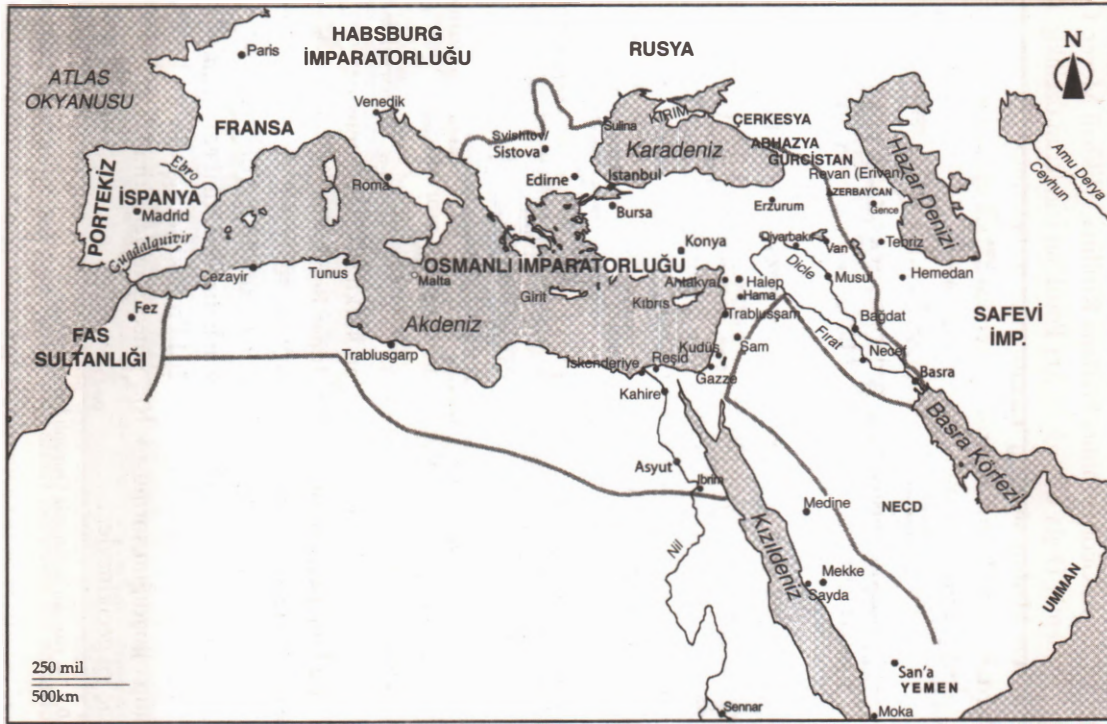 HABSBURG
İMPARATORLUĞU
RUSYA
N
Paris
ATLAS
OKYANUSU
Venedik
FRANSA
Svishtov/
Sistova
Sulina
KIRIM
ÇERKESYA
ABHAZYA
GÜRCİSTAN
Revan (Erivan)
AZERBAYCAN
Gence
Hazar Denizi
Amu Derya
Ceyhun
Karadeniz
PORTEKİZ
Ebro
İSPANYA
Madrid
Guadalquivir
Roma
Edirne
İstanbul
Bursa
Erzurum
Konya
Diyarbakır
Van
Tebriz
Dicle
Musul
Hemedan
Cezayir
Tunus
Malta
OSMANLI İMPARATORLUĞU
Antakya
Halep
Hama
Girit
Kıbrıs
Trablusşam
Bağdat
SAFEVİ
İMP.
Fez
FAS
SULTANLIĞI
Akdeniz
Trablusgarp
İskenderiye
Reşid
Kudüs
Şam
Gazze
Fırat
Necef
Basra
Kahire
Basra Körfezi
Asyut
İbrim
Medine
NECD
Nil
Kızıldeniz
Mekke
Sayda
UMMAN
250 mil
500km
San'a
YEMEN
Sennar
Moka